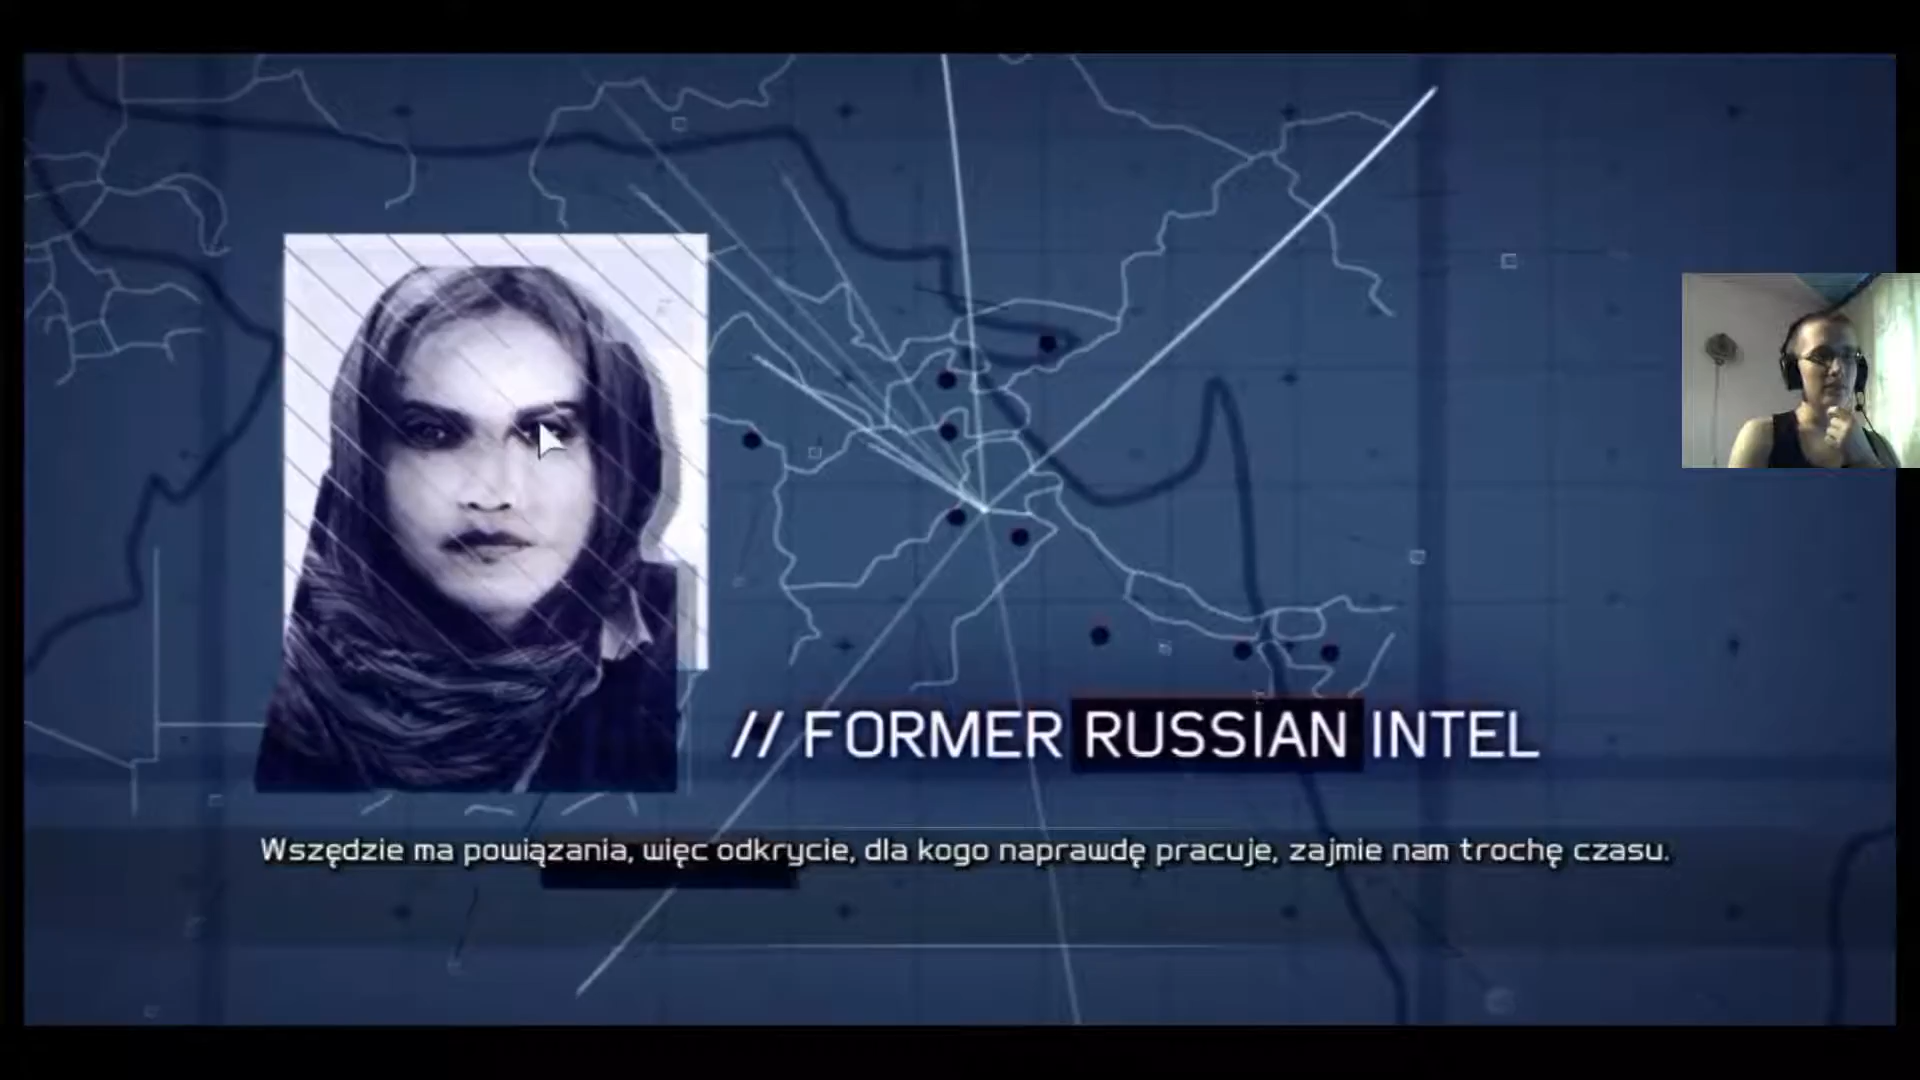 // FORMER RUSSIAN INTEL
Wszędzie ma powiązania, więc odkrycie, dla kogo naprawdę pracuje, zajmie nam trochę czasu.